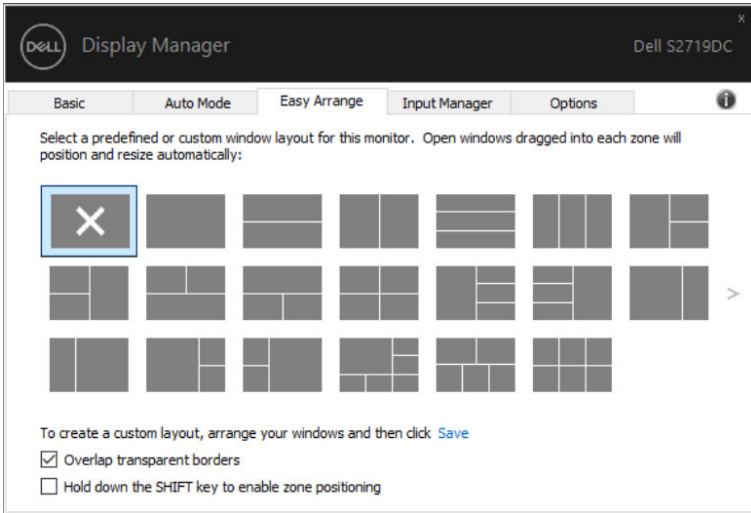 x
DELL Display Manager Dell S2719DC
Basic Auto Mode Easy Arrange Input Manager Options i
Select a predefined or custom window layout for this monitor. Open windows dragged into each zone will
position and resize automatically:
>
To create a custom layout, arrange your windows and then click Save
Overlap transparent borders
Hold down the SHIFT key to enable zone positioning